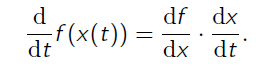 d/dt f(x(t)) = df/dx · dx/dt.